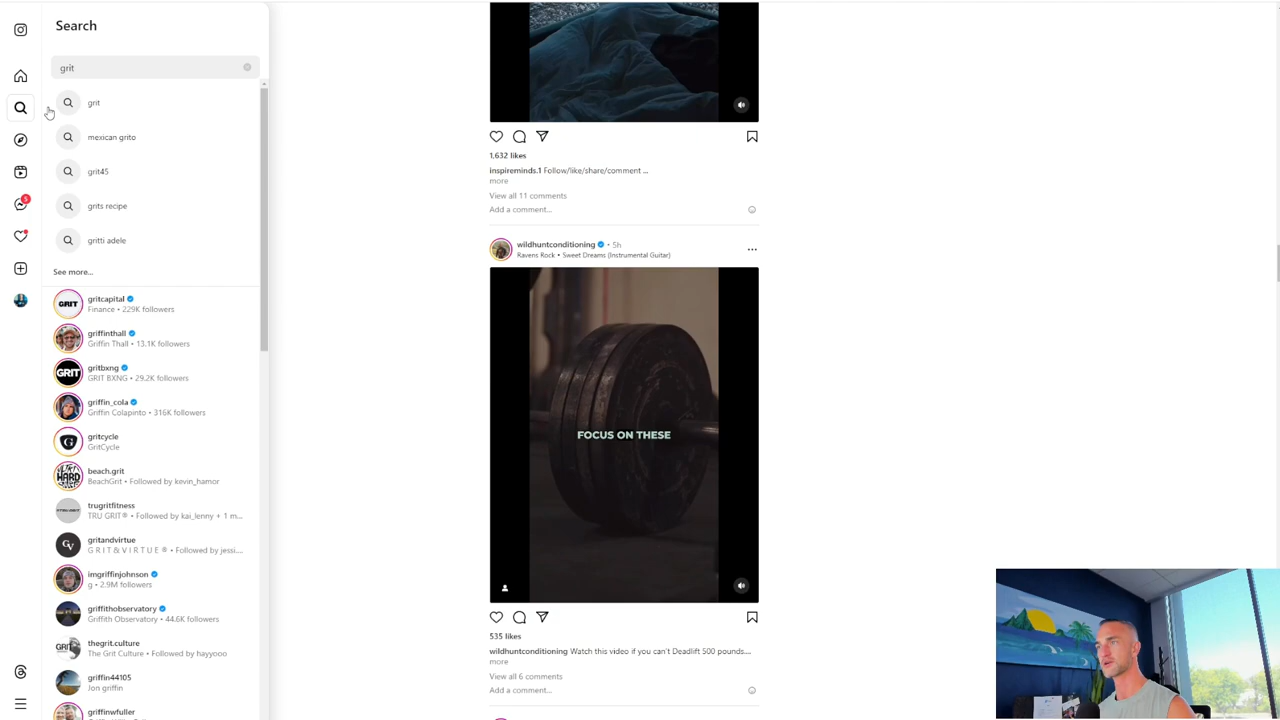 Search
grit
grit
mexican grito
grit45
grits recipe
gritti adele
See more...
5
GRIT
gritcapital
Finance • 229K followers
griffinthall
Griffin Thall • 13.1K followers
GRIT
gritbxng
GRIT BXNG • 29.2K followers
griffin_cola
Griffin Colapinto • 316K followers
G
gritcycle
GritCycle
beach.grit
BeachGrit • Followed by kevin_hamor
trugritfitness
TRU GRIT® • Followed by kai_lenny + 1 m...
GV
gritandvirtue
G R I T & V I R T U E ® • Followed by jessi....
imgriffinjohnson
g • 2.9M followers
griffithobservatory
Griffith Observatory • 44.6K followers
GRIT
thegrit.culture
The Grit Culture • Followed by hayyooo
griffin44105
Jon griffin
griffinwfuller
1,632 likes
inspireminds.1 Follow/like/share/comment ...
more
View all 11 comments
Add a comment...
wildhuntconditioning • 5h
Ravens Rock • Sweet Dreams (Instrumental Guitar)
FOCUS ON THESE
535 likes
wildhuntconditioning Watch this video if you can't Deadlift 500 pounds....
more
View all 6 comments
Add a comment...